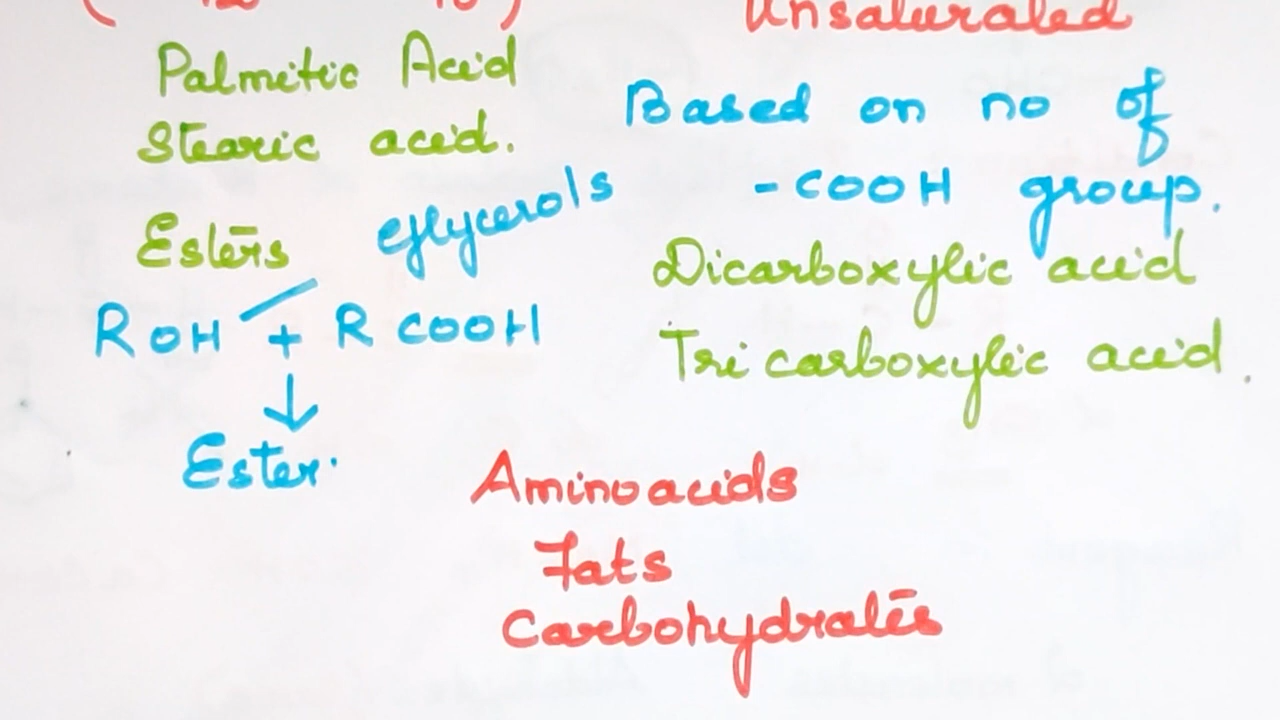 Unsaturated
Palmitic Acid
Stearic acid.
Esters glycerols
ROH + R COOH
↓
Ester.
Based on no of
-COOH group.
Dicarboxylic acid
Tri carboxylic acid.
Aminoacids
Fats
Carbohydrates